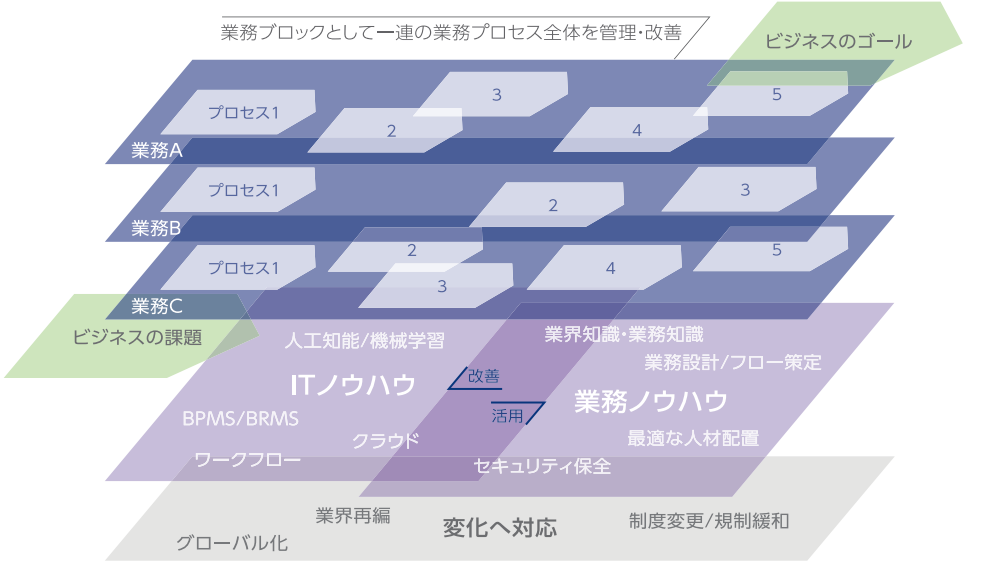 業務ブロックとして一連の業務プロセス全体を管理・改善
ビジネスのゴール
プロセス1
2
3
4
5
業務A
プロセス1
2
3
業務B
プロセス1
2
3
4
5
業務C
ビジネスの課題
人工知能/機械学習
ITノウハウ
BPMS/BRMS
クラウド
ワークフロー
改善
活用
業界知識・業務知識
業務設計/フロー策定
業務ノウハウ
最適な人材配置
セキュリティ保全
業界再編
グローバル化
変化へ対応
制度変更/規制緩和